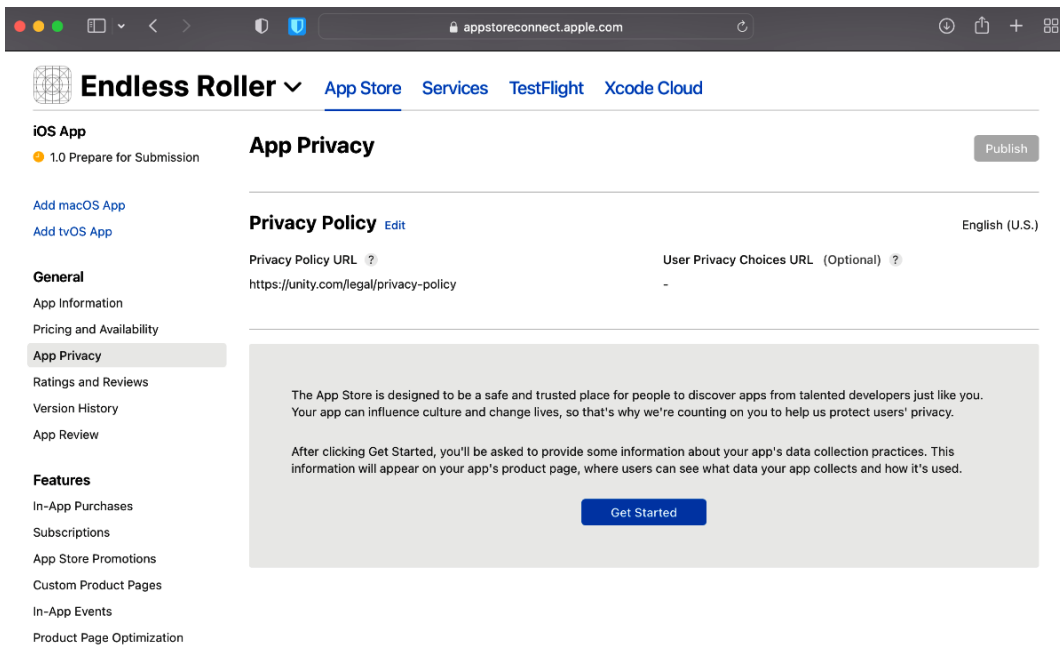 appstoreconnect.apple.com
Endless Roller
App Store Services TestFlight Xcode Cloud
iOS App
1.0 Prepare for Submission
Add macOS App
Add tvOS App
General
App Information
Pricing and Availability
App Privacy
Ratings and Reviews
Version History
App Review
Features
In-App Purchases
Subscriptions
App Store Promotions
Custom Product Pages
In-App Events
Product Page Optimization
App Privacy
Publish
Privacy Policy Edit
English (U.S.)
Privacy Policy URL ?
https://unity.com/legal/privacy-policy
User Privacy Choices URL (Optional) ?
-
The App Store is designed to be a safe and trusted place for people to discover apps from talented developers just like you.
Your app can influence culture and change lives, so that's why we're counting on you to help us protect users' privacy.
After clicking Get Started, you'll be asked to provide some information about your app's data collection practices. This
information will appear on your app's product page, where users can see what data your app collects and how it's used.
Get Started